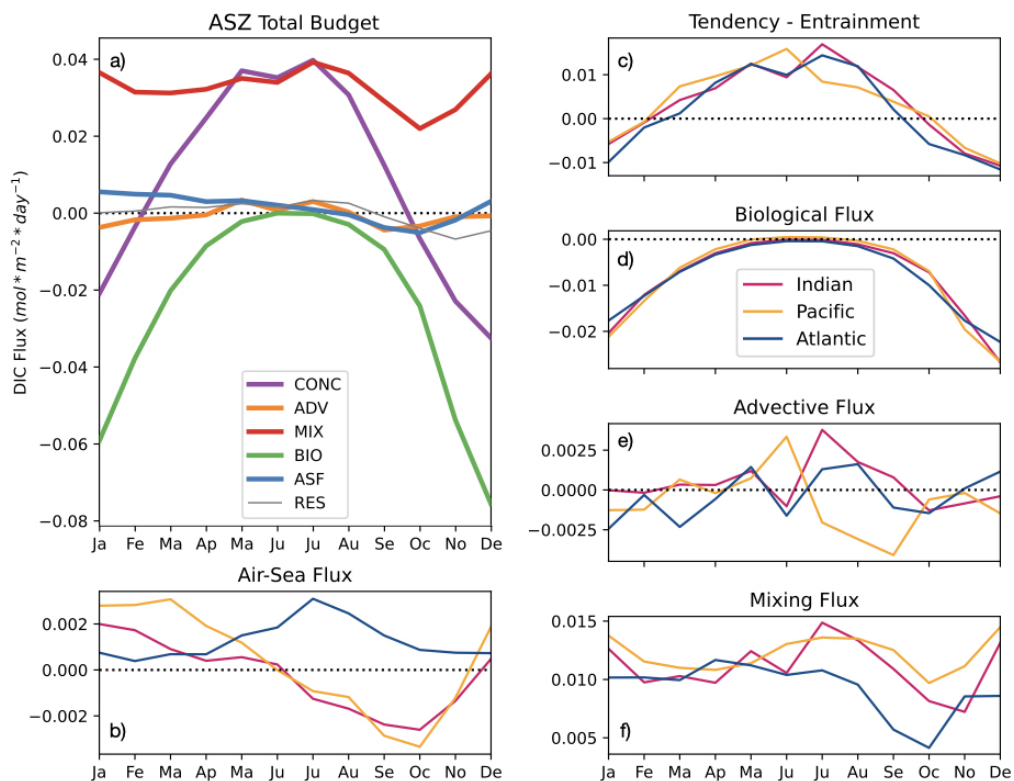 ASZ Total Budget
a)
0.04
0.02
0.00
−0.02
−0.04
−0.06
−0.08
DIC Flux (mol * m−2 * day−1)
CONC
ADV
MIX
BIO
ASF
RES
Ja Fe Ma Ap Ma Ju Ju Au Se Oc No De
Air-Sea Flux
0.002
0.000
−0.002
b)
Ja Fe Ma Ap Ma Ju Ju Au Se Oc No De
Tendency - Entrainment
c)
0.01
0.00
−0.01
Biological Flux
0.00
d)
−0.01
−0.02
Indian
Pacific
Atlantic
Advective Flux
e)
0.0025
0.0000
−0.0025
Mixing Flux
0.015
0.010
0.005
f)
Ja Fe Ma Ap Ma Ju Ju Au Se Oc No De